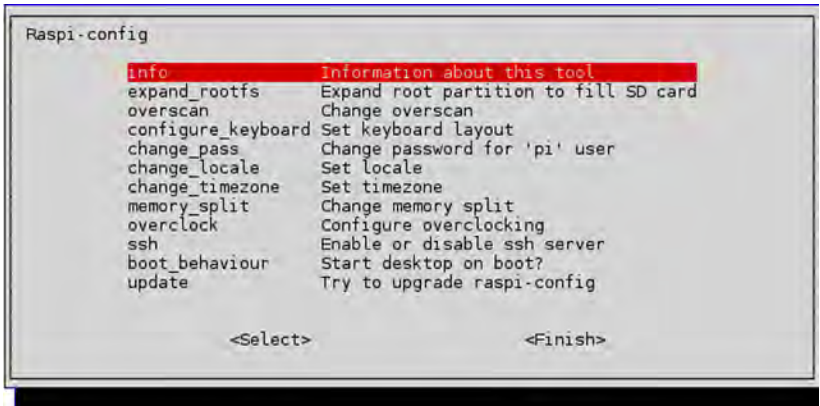 Raspi-config
info Information about this tool
expand_rootfs Expand root partition to fill SD card
overscan Change overscan
configure_keyboard Set keyboard layout
change_pass Change password for 'pi' user
change_locale Set locale
change_timezone Set timezone
memory_split Change memory split
overclock Configure overclocking
ssh Enable or disable ssh server
boot_behaviour Start desktop on boot?
update Try to upgrade raspi-config
<Select> <Finish>